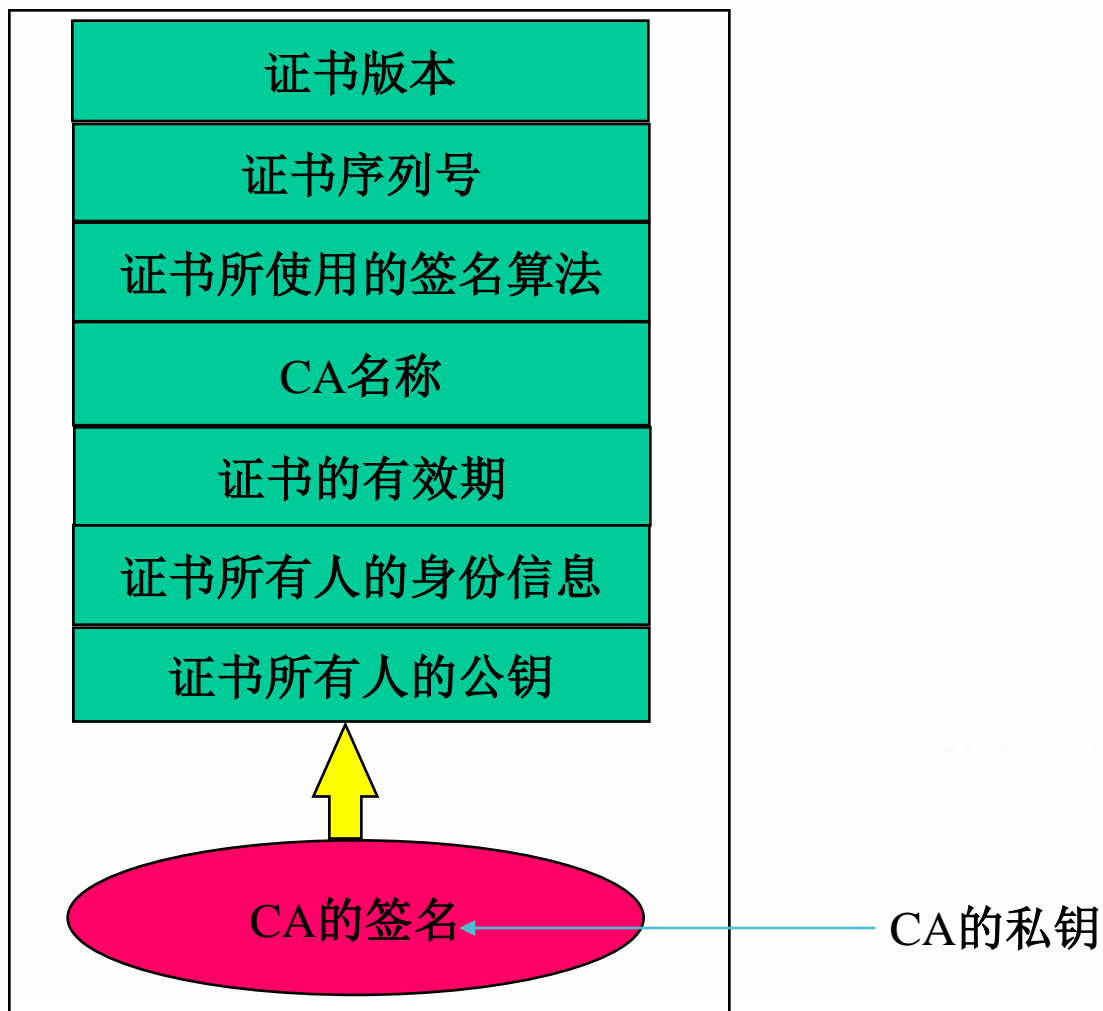 证书版本
证书序列号
证书所使用的签名算法
CA名称
证书的有效期
证书所有人的身份信息
证书所有人的公钥
CA的签名
CA的私钥